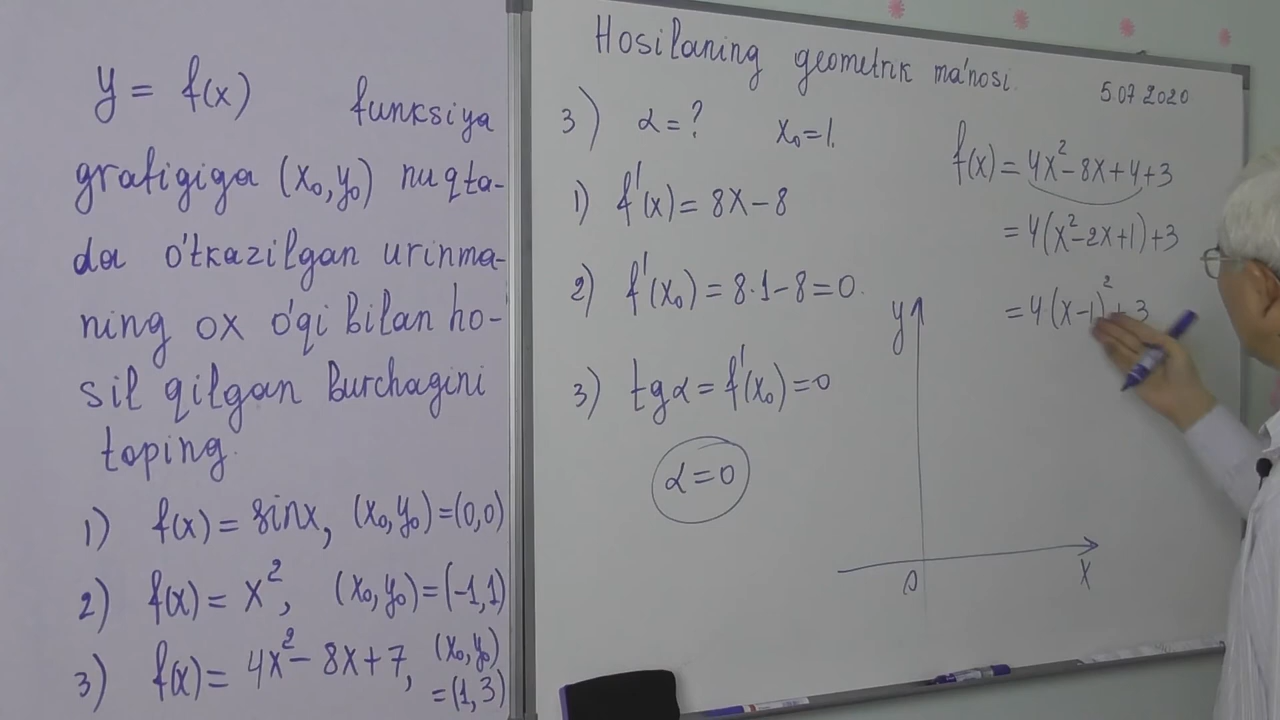 y = f(x) funksiya
grafigiga (x₀,y₀) nuqta-
da o'tkazilgan urinma-
ning ox o'qi bilan ho-
sil qilgan burchagini
toping.
1) f(x) = sinx, (x₀,y₀)=(0,0)
2) f(x) = x², (x₀,y₀)=(-1,1)
3) f(x) = 4x² - 8x + 7, (x₀,y₀)
=(1,3)
Hosilaning geometrik ma'nosi.
5.07 2020
3) α = ? x₀=1.
1) f'(x) = 8x - 8
2) f'(x₀) = 8·1 - 8 = 0.
3) tgα = f'(x₀) = 0
α = 0
f(x) = 4x² - 8x + 4 + 3
= 4(x² - 2x + 1) + 3
= 4(x - 1)² + 3
y
0
x